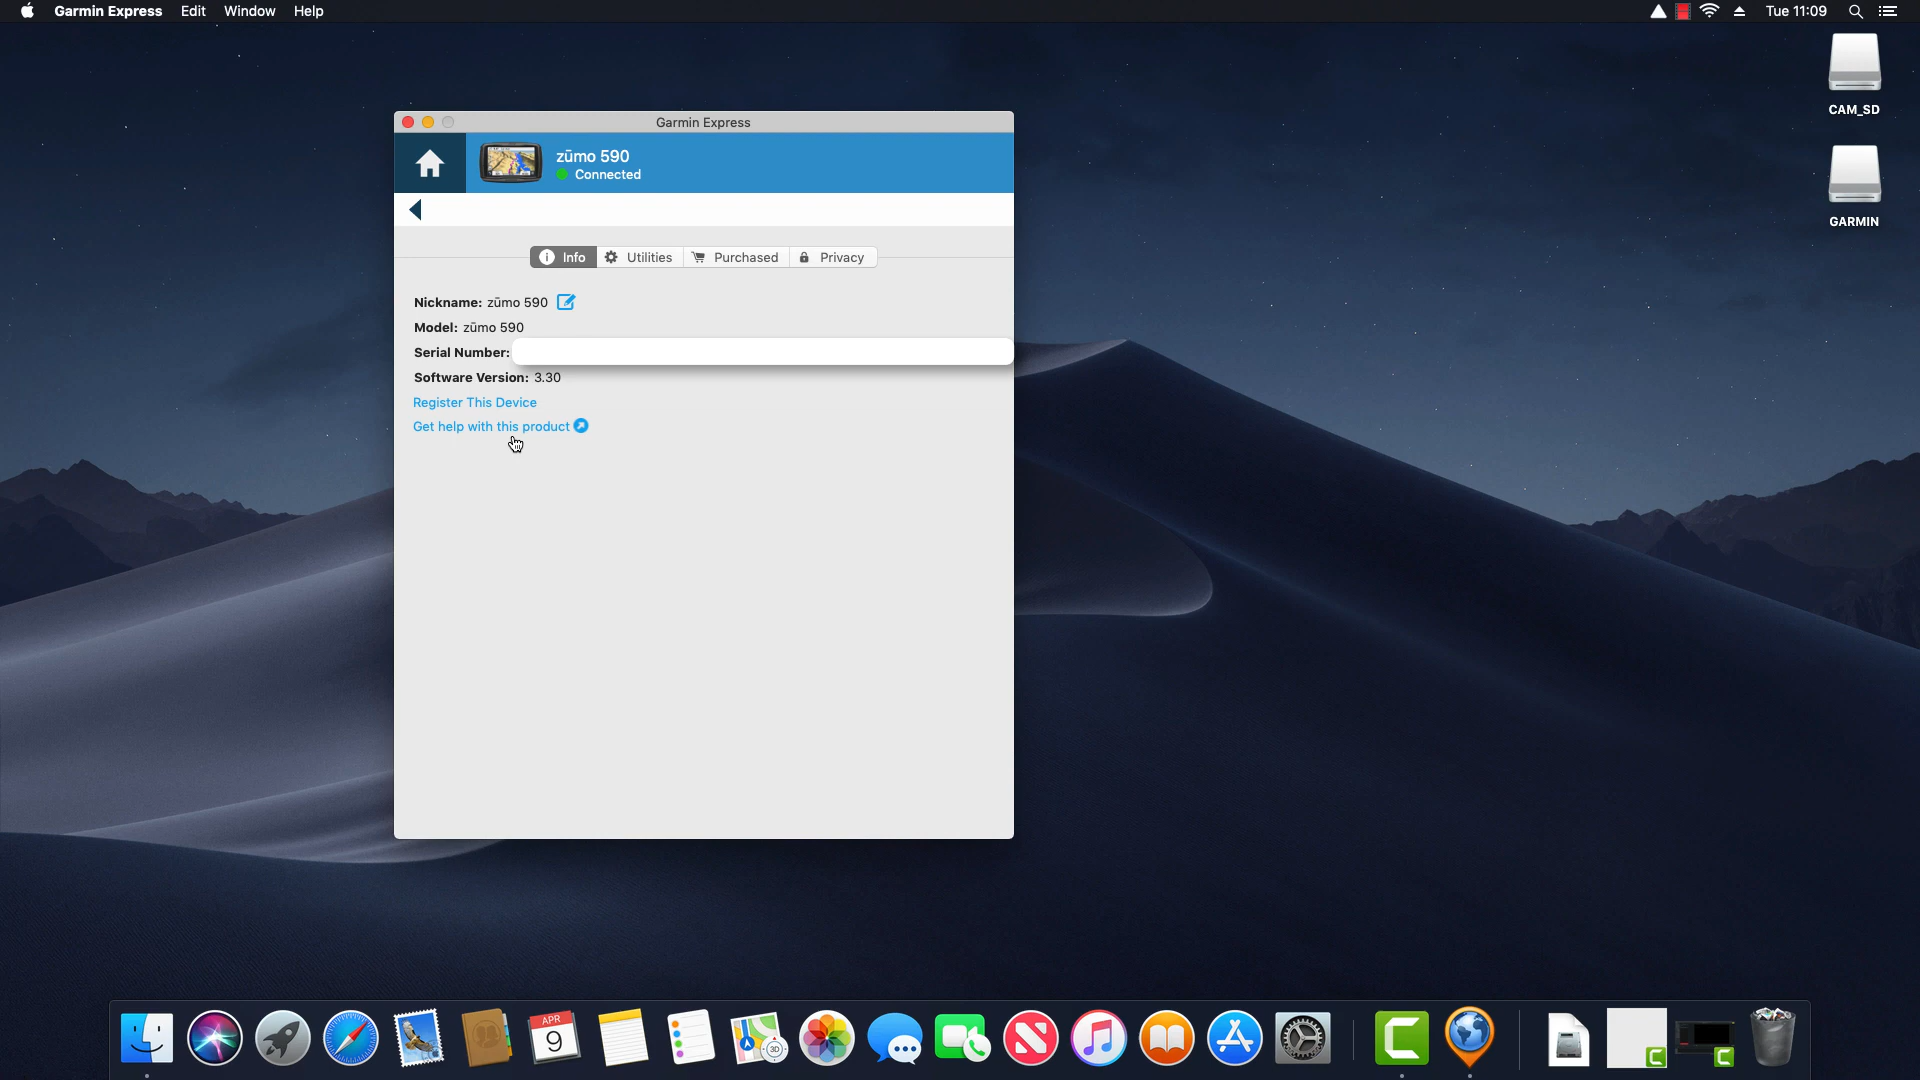 Garmin Express Edit Window Help Tue 11:09
CAM_SD
GARMIN
Garmin Express
zūmo 590
Connected
Info Utilities Purchased Privacy
Nickname: zūmo 590
Model: zūmo 590
Serial Number:
Software Version: 3.30
Register This Device
Get help with this product
APR
9
3D